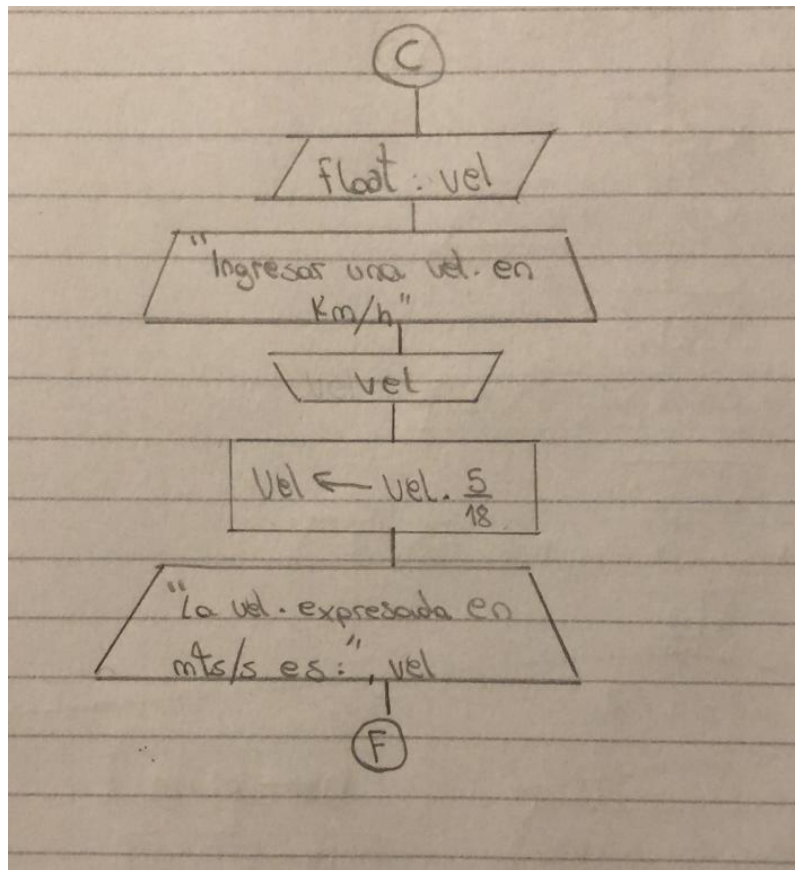 C
float : vel
"Ingresar una vel. en
Km/h"
vel
Vel ← vel. 5/18
"La vel. expresada en
mts/s es:", vel
F